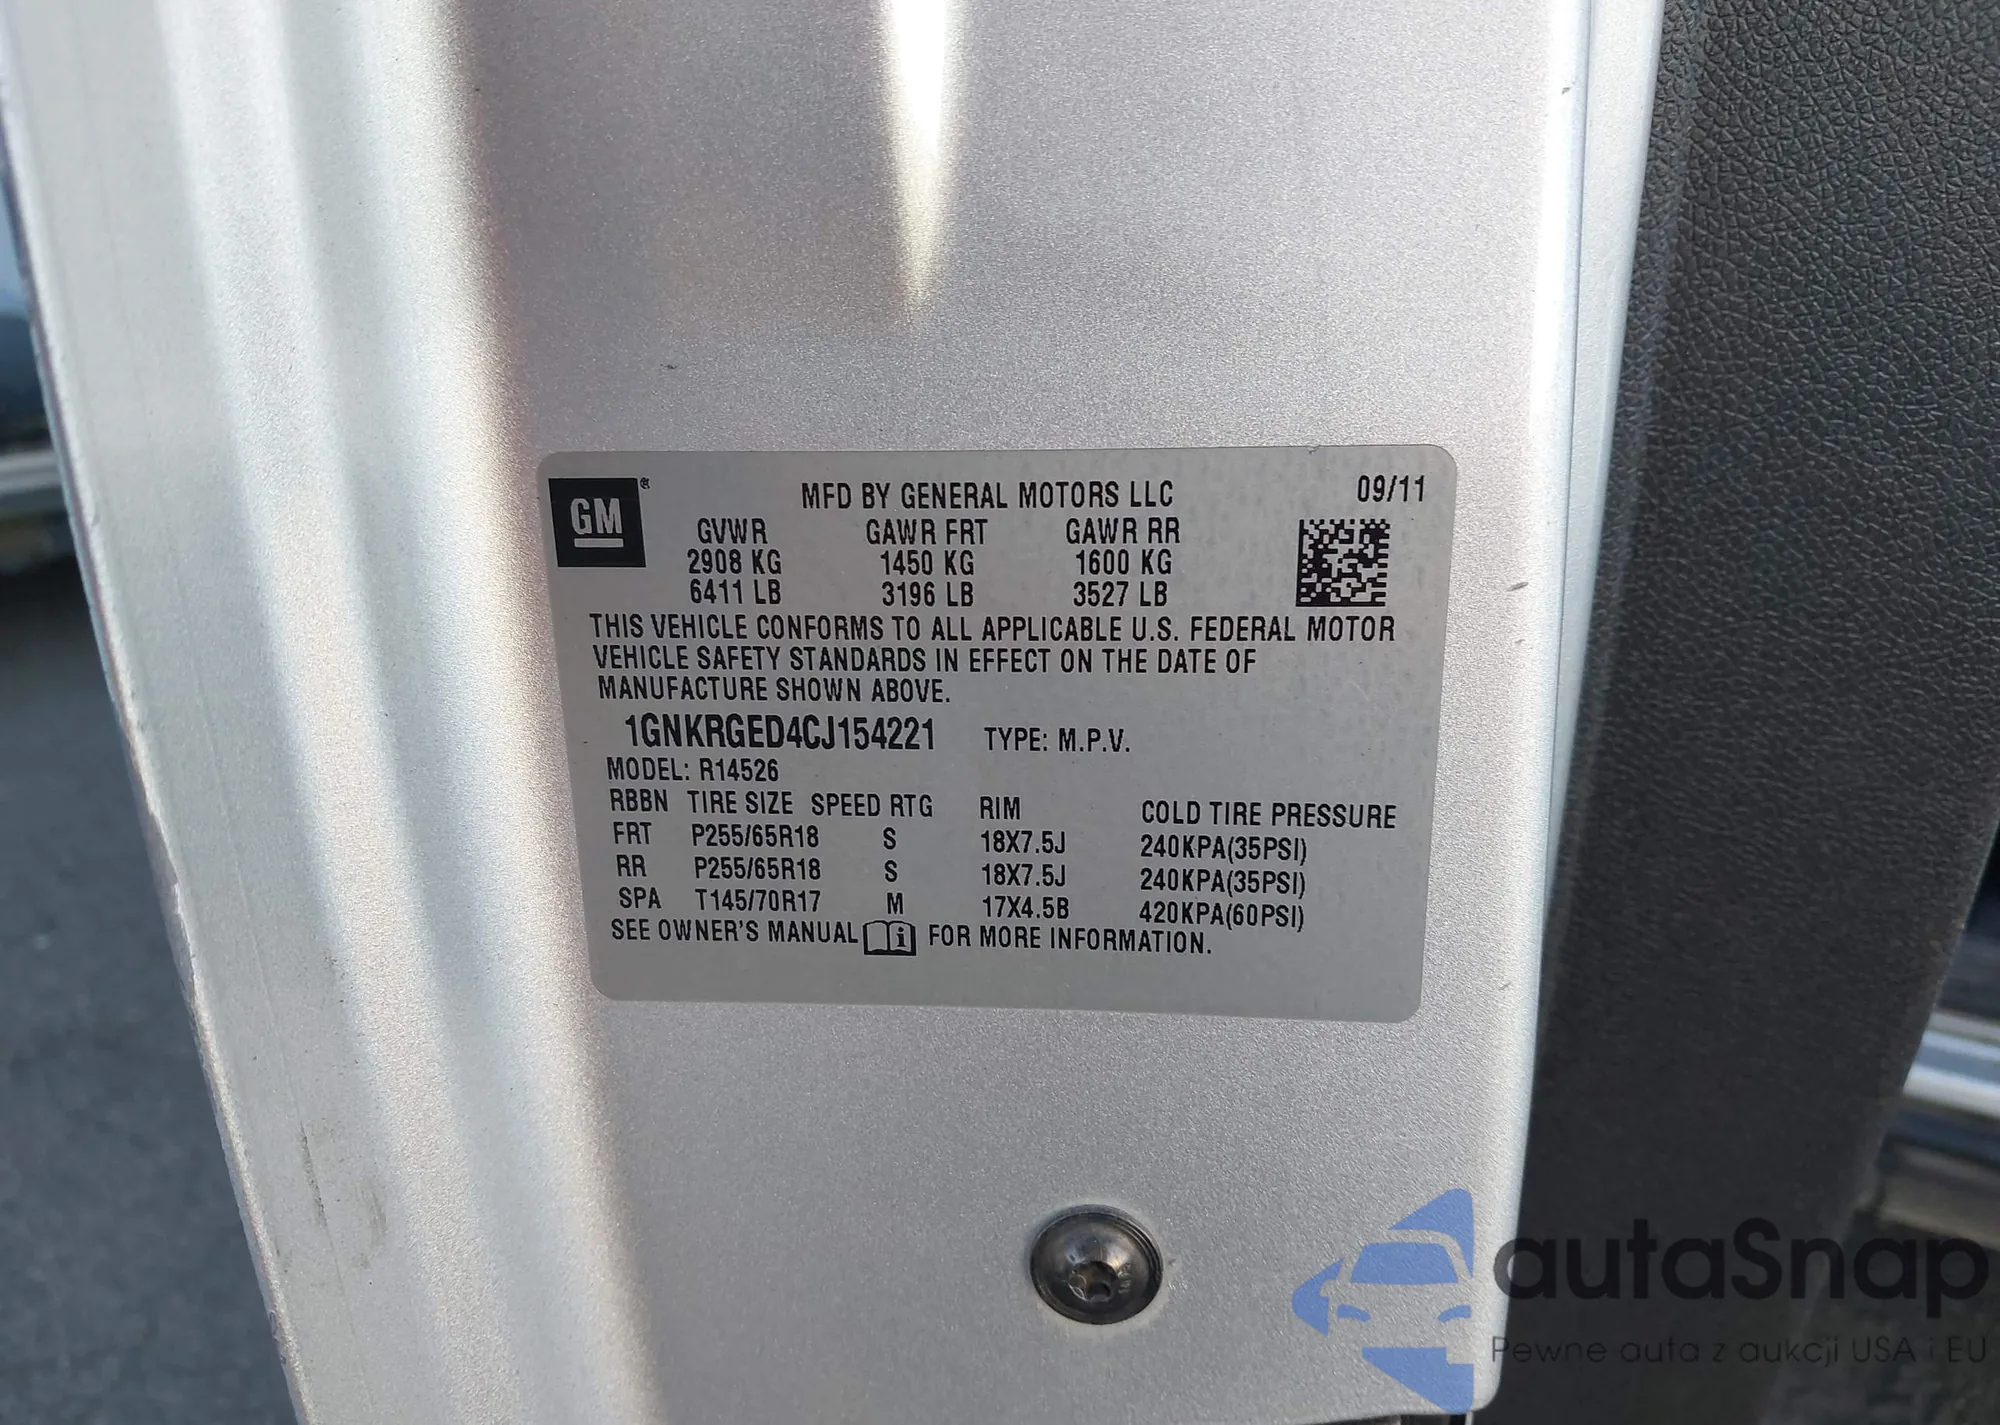 GM ®
MFD BY GENERAL MOTORS LLC 09/11
GVWR GAWR FRT GAWR RR
2908 KG 1450 KG 1600 KG
6411 LB 3196 LB 3527 LB
THIS VEHICLE CONFORMS TO ALL APPLICABLE U.S. FEDERAL MOTOR
VEHICLE SAFETY STANDARDS IN EFFECT ON THE DATE OF
MANUFACTURE SHOWN ABOVE.
1GNKRGED4CJ154221 TYPE: M.P.V.
MODEL: R14526
RBBN TIRE SIZE SPEED RTG RIM COLD TIRE PRESSURE
FRT P255/65R18 S 18X7.5J 240KPA(35PSI)
RR P255/65R18 S 18X7.5J 240KPA(35PSI)
SPA T145/70R17 M 17X4.5B 420KPA(60PSI)
SEE OWNER'S MANUAL i FOR MORE INFORMATION.
autaSnap
Pewne auta z aukcji USA i EU